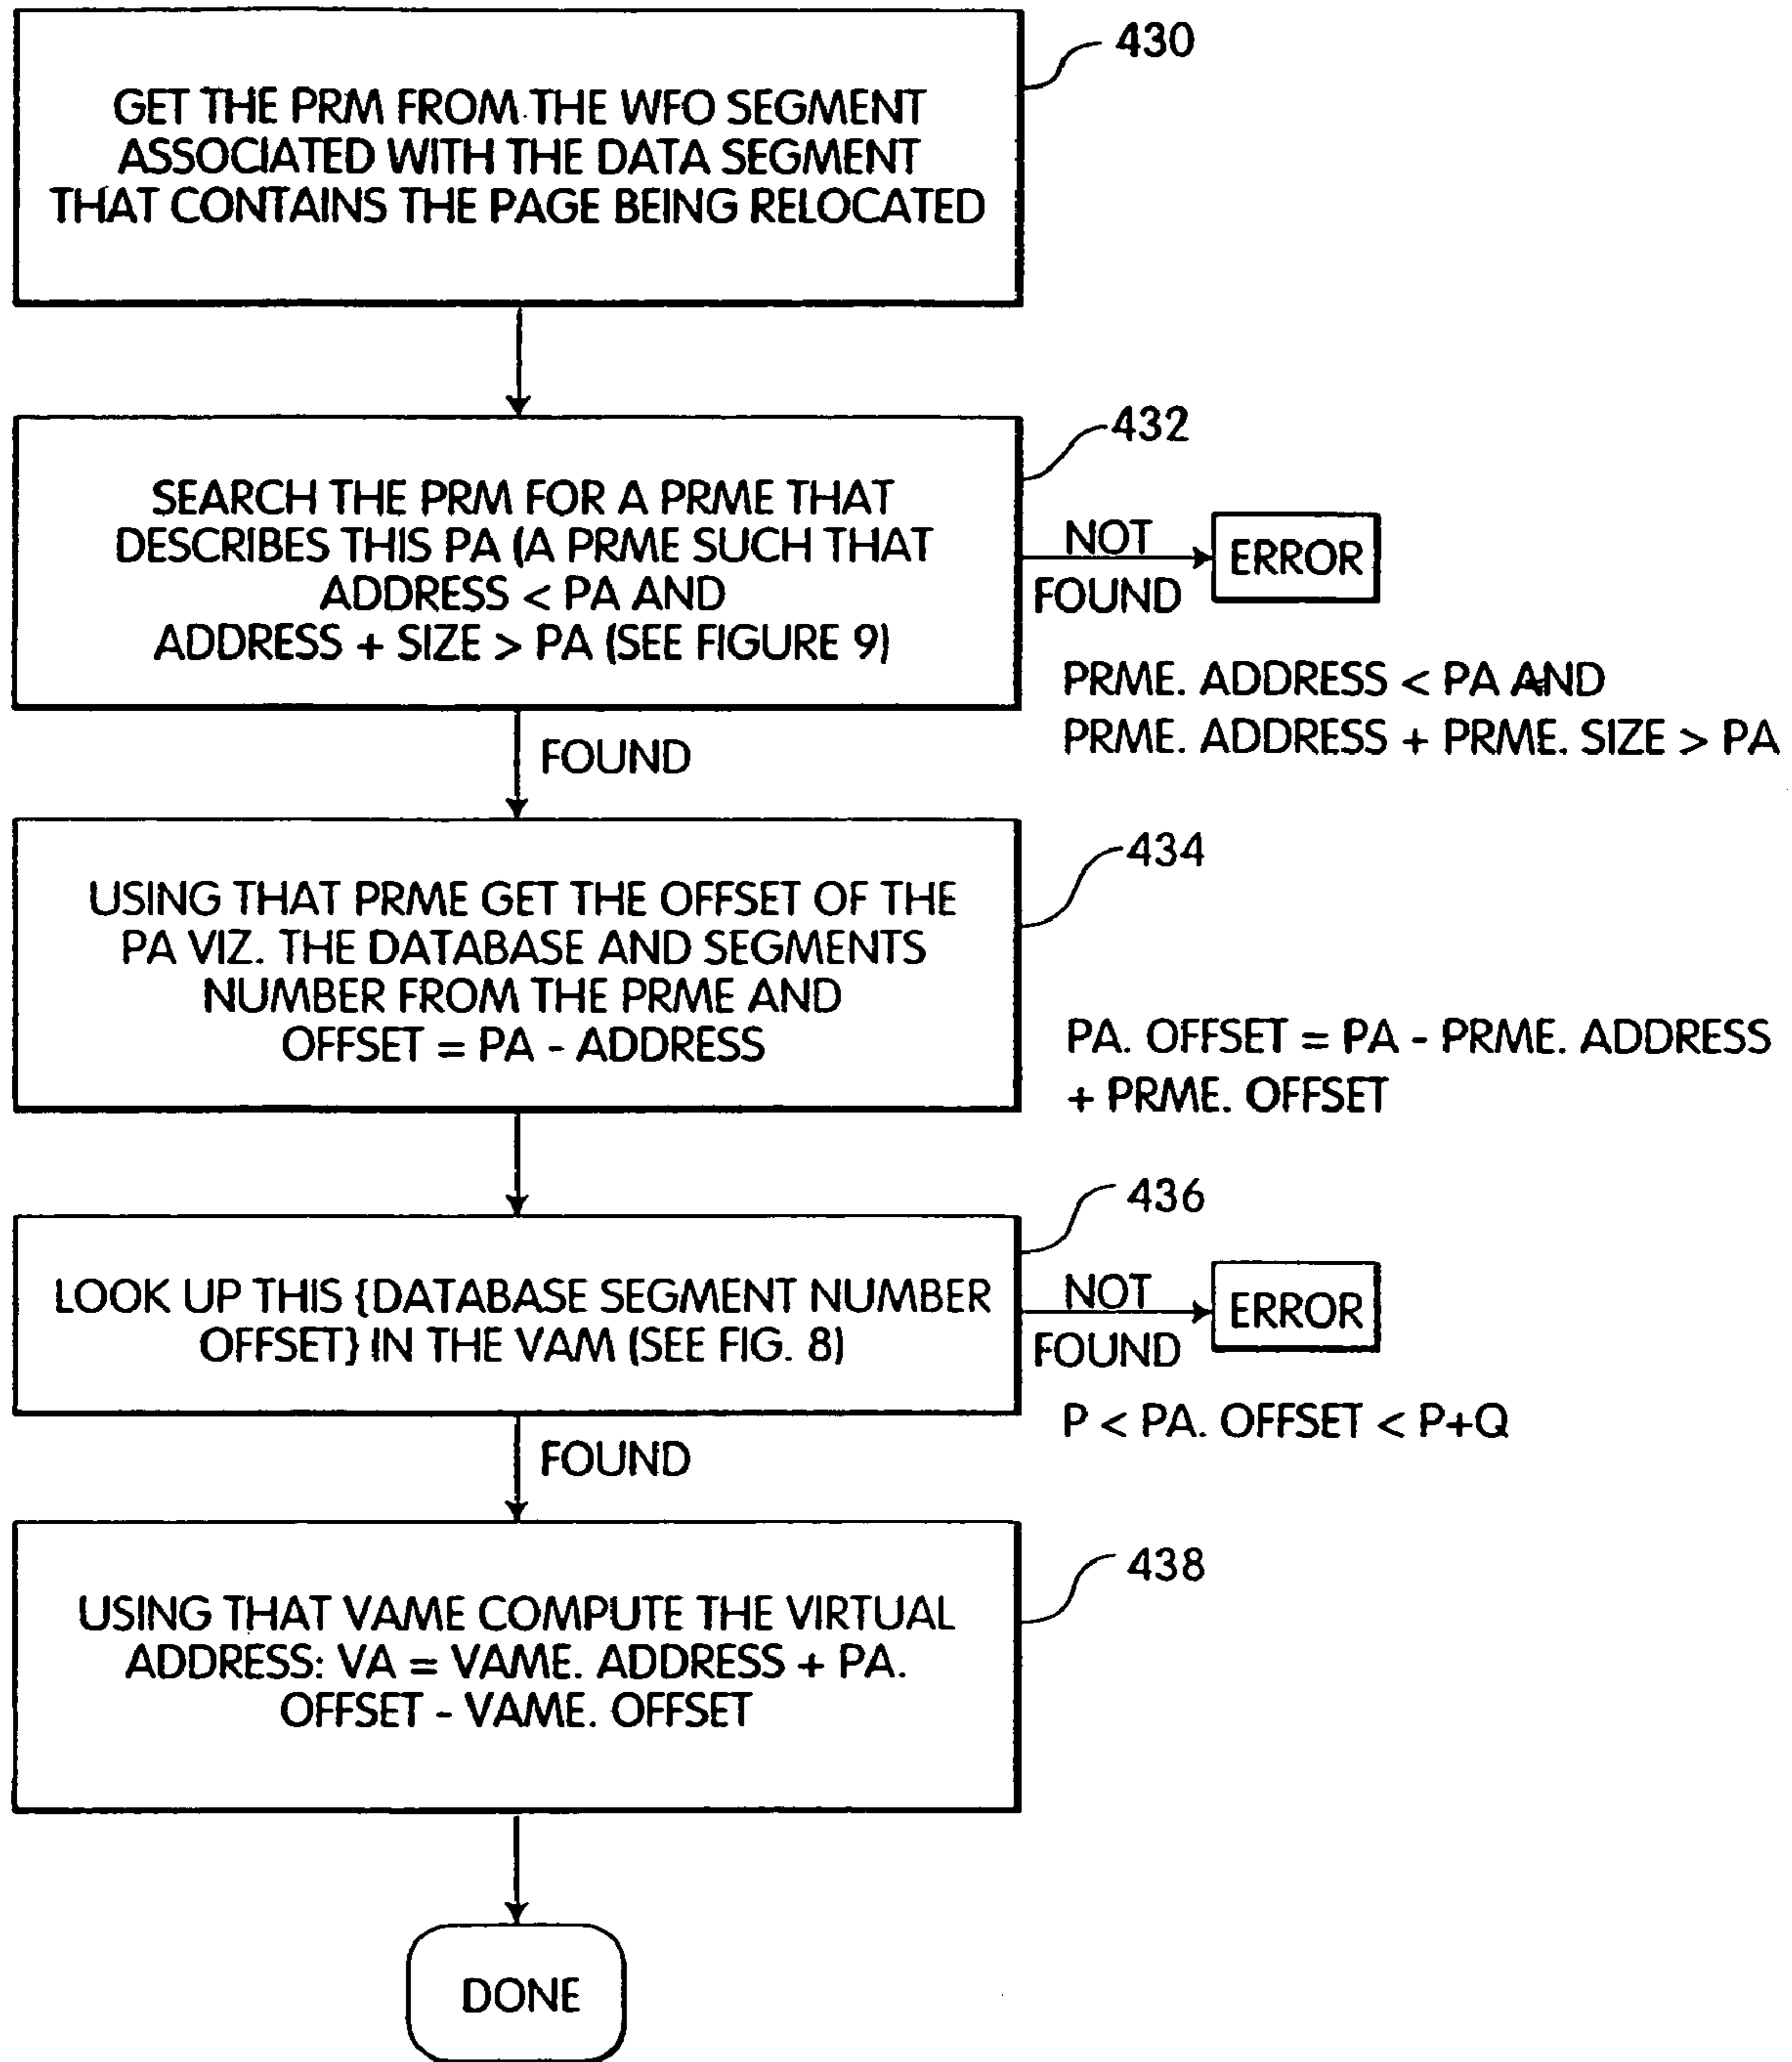 430
GET THE PRM FROM THE WFO SEGMENT
ASSOCIATED WITH THE DATA SEGMENT
THAT CONTAINS THE PAGE BEING RELOCATED
432
SEARCH THE PRM FOR A PRME THAT
DESCRIBES THIS PA (A PRME SUCH THAT
ADDRESS < PA AND
ADDRESS + SIZE > PA (SEE FIGURE 9)
NOT
FOUND
ERROR
PRME. ADDRESS < PA AND
PRME. ADDRESS + PRME. SIZE > PA
FOUND
434
USING THAT PRME GET THE OFFSET OF THE
PA VIZ. THE DATABASE AND SEGMENTS
NUMBER FROM THE PRME AND
OFFSET = PA - ADDRESS
PA. OFFSET = PA - PRME. ADDRESS
+ PRME. OFFSET
436
LOOK UP THIS {DATABASE SEGMENT NUMBER
OFFSET} IN THE VAM (SEE FIG. 8)
NOT
FOUND
ERROR
P < PA. OFFSET < P+Q
FOUND
438
USING THAT VAME COMPUTE THE VIRTUAL
ADDRESS: VA = VAME. ADDRESS + PA.
OFFSET - VAME. OFFSET
DONE